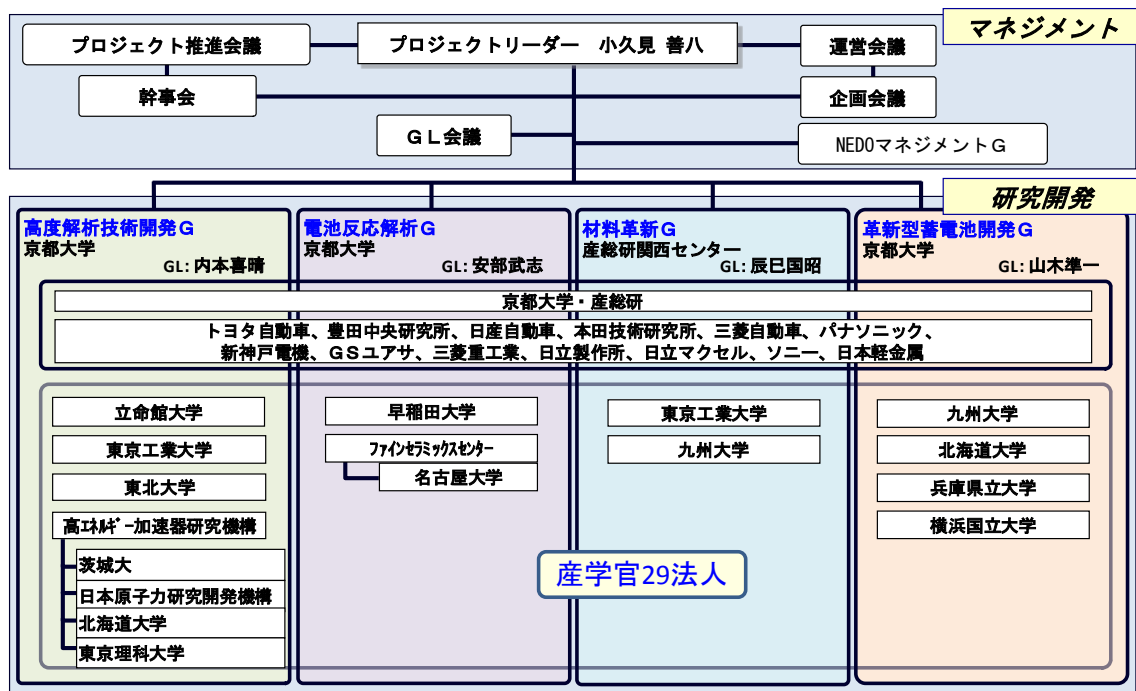 マネジメント
プロジェクト推進会議
プロジェクトリーダー 小久見 善八
運営会議
幹事会
企画会議
GL会議
NEDOマネジメントG
研究開発
高度解析技術開発G
京都大学
GL: 内本喜晴
電池反応解析G
京都大学
GL: 安部武志
材料革新G
産総研関西センター
GL: 辰巳国昭
革新型蓄電池開発G
京都大学
GL: 山木準一
京都大学・産総研
トヨタ自動車、豊田中央研究所、日産自動車、本田技術研究所、三菱自動車、パナソニック、
新神戸電機、GSユアサ、三菱重工業、日立製作所、日立マクセル、ソニー、日本軽金属
立命館大学
東京工業大学
東北大学
高エネルギー加速器研究機構
茨城大
日本原子力研究開発機構
北海道大学
東京理科大学
早稲田大学
ファインセラミックスセンター
名古屋大学
東京工業大学
九州大学
九州大学
北海道大学
兵庫県立大学
横浜国立大学
産学官29法人